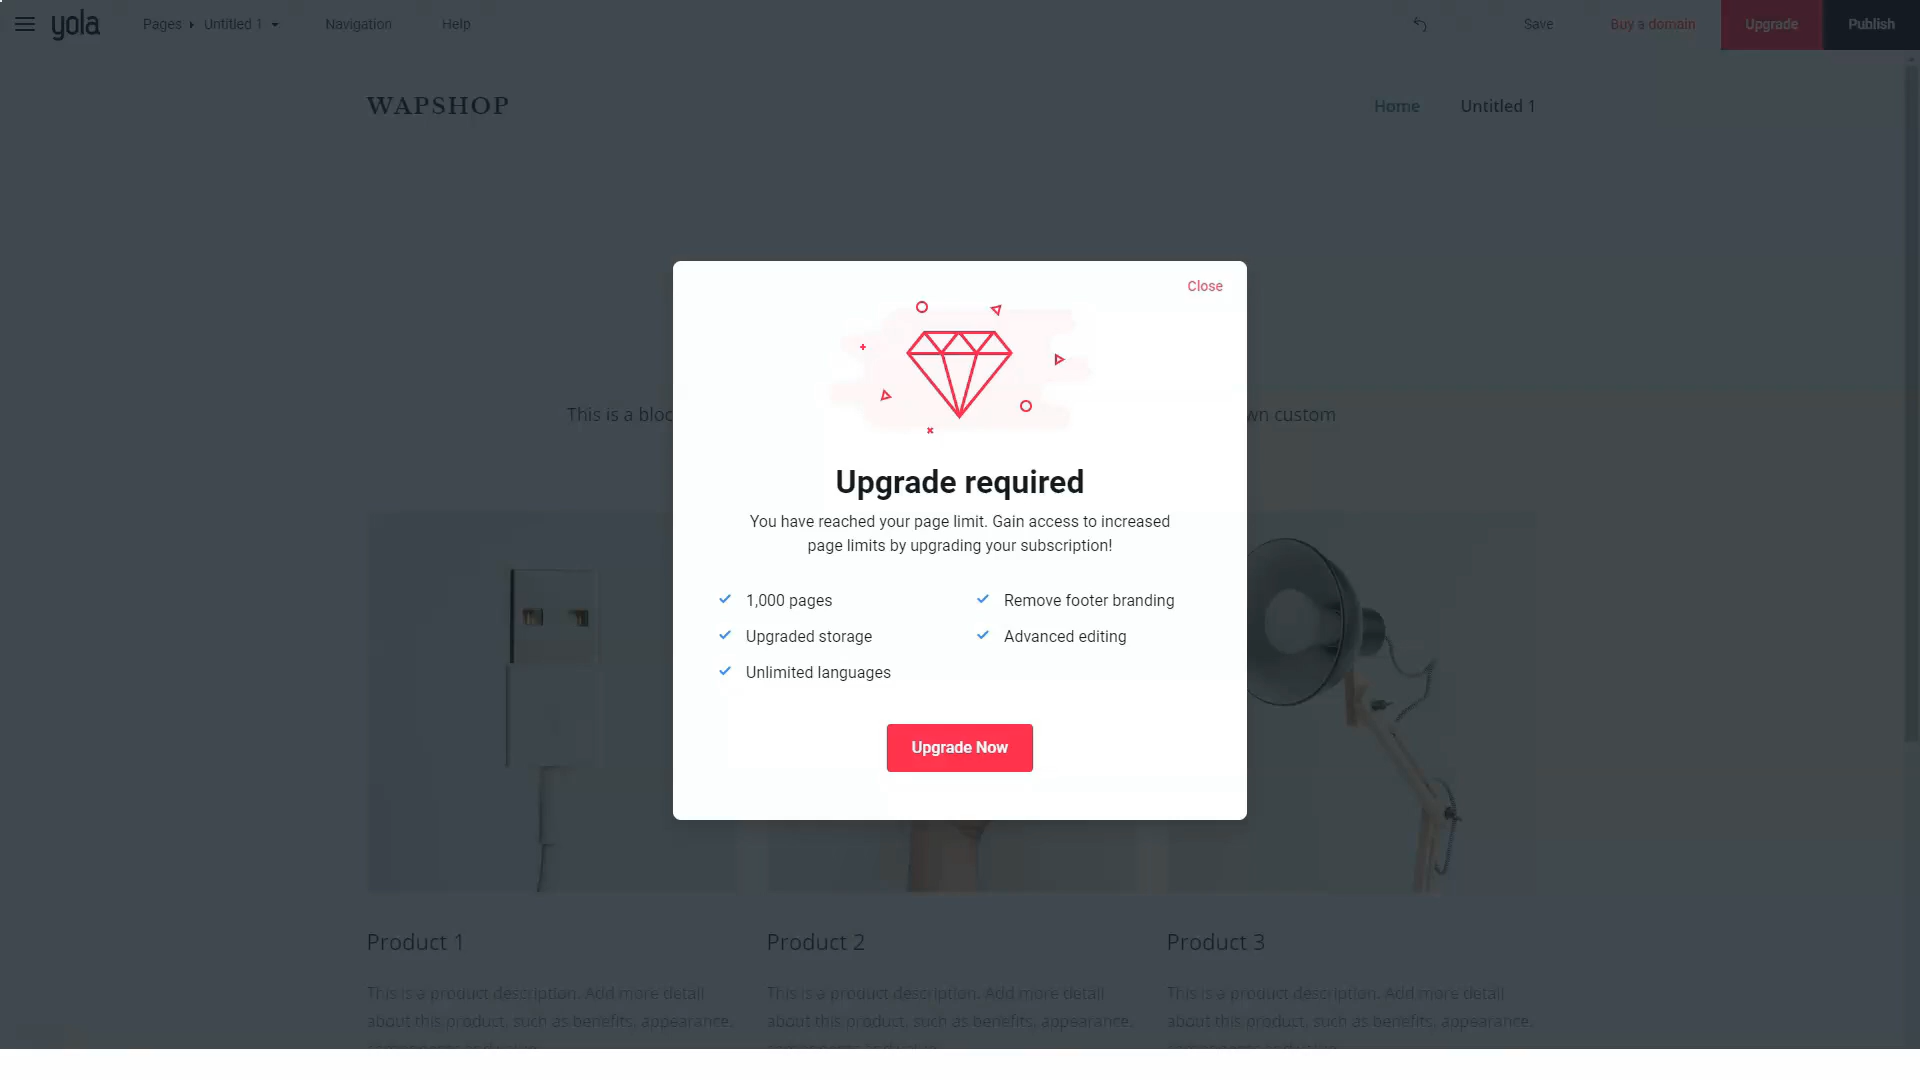 yola
Pages
Untitled 1
Navigation
Help
Save
Buy a domain
Upgrade
Publish
WAPSHOP
Home
Untitled 1
Close
This is a bloc
wn custom
Upgrade required
You have reached your page limit. Gain access to increased
page limits by upgrading your subscription!
1,000 pages
Remove footer branding
Upgraded storage
Advanced editing
Unlimited languages
Upgrade Now
Product 1
Product 2
Product 3
This is a product description. Add more detail
about this product, such as benefits, appearance,
This is a product description. Add more detail
about this product, such as benefits, appearance,
This is a product description. Add more detail
about this product, such as benefits, appearance,